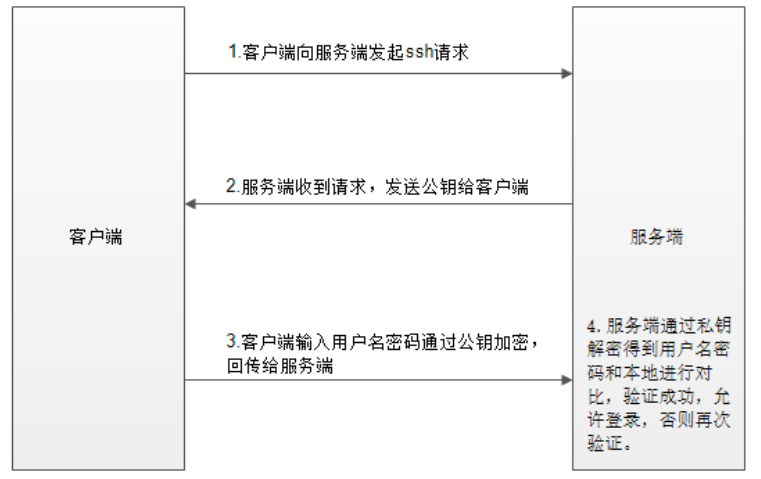 1.客户端向服务端发起ssh请求
2.服务端收到请求，发送公钥给客户端
客户端
服务端
3.客户端输入用户名密码通过公钥加密，
回传给服务端
4.服务端通过私钥
解密得到用户名密
码和本地进行对
比，验证成功，允
许登录，否则再次
验证。